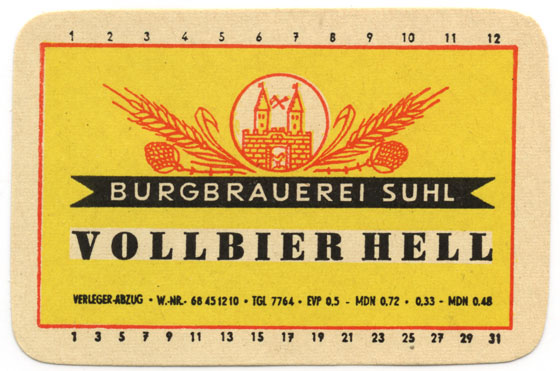 1 2 3 4 5 6 7 8 9 10 11 12
BURGBRAUEREI SUHL
VOLLBIER HELL
VERLEGER-ABZUG • W.-NR. 68 45 12 10 • TGL 7764 • EVP 0,5 - MDN 0,72 • 0,33 - MDN 0.48
1 3 5 7 9 11 13 15 17 19 21 23 25 27 29 31